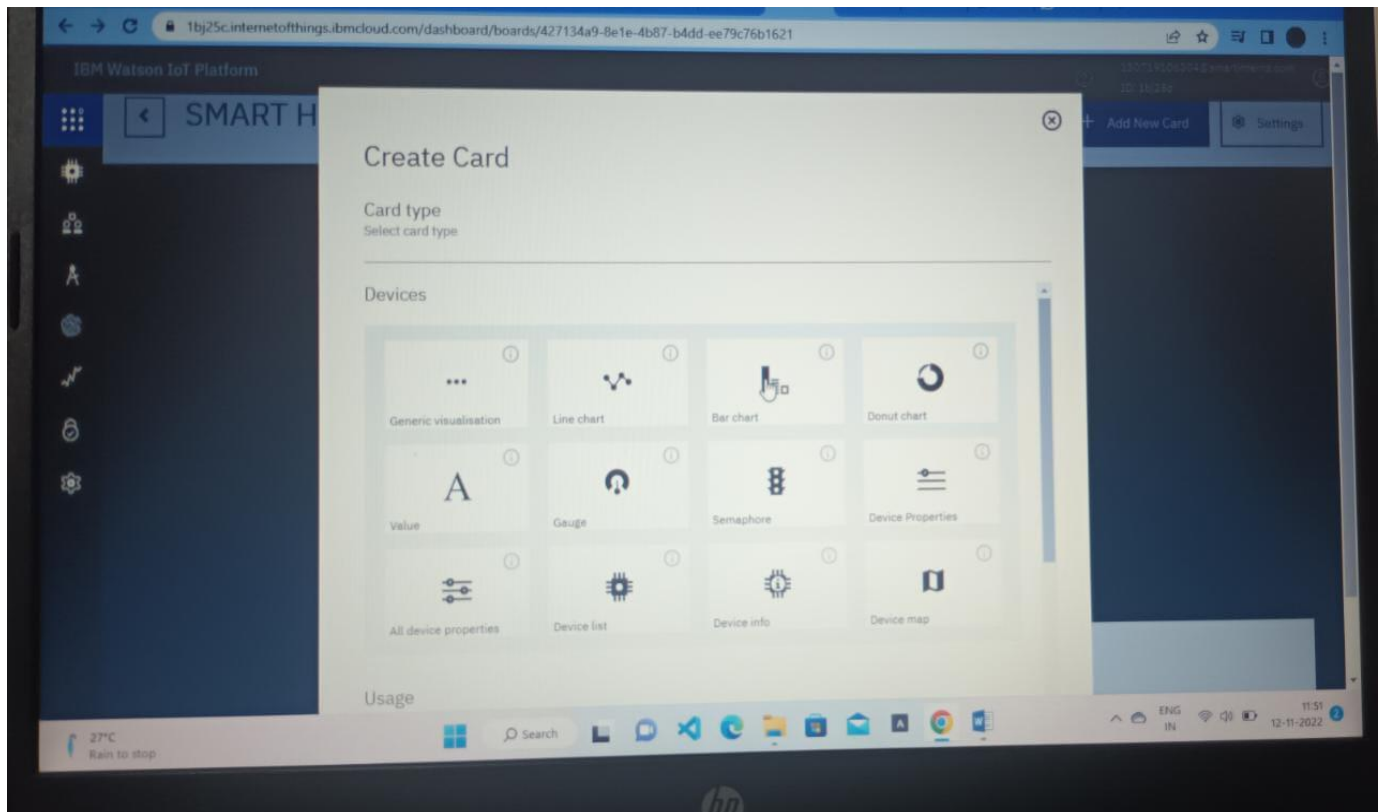 1bj25c.internetofthings.ibmcloud.com/dashboard/boards/427134a9-8e1e-4b87-b4dd-ee79c76b1621
IBM Watson IoT Platform
SMART H
+ Add New Card
Settings
Create Card
Card type
Select card type
Devices
Generic visualisation
Line chart
Bar chart
Donut chart
A
Value
Gauge
Semaphore
Device Properties
All device properties
Device list
Device info
Device map
Usage
27°C
Rain to stop
Search
ENG
IN
11:51
12-11-2022
2
hp